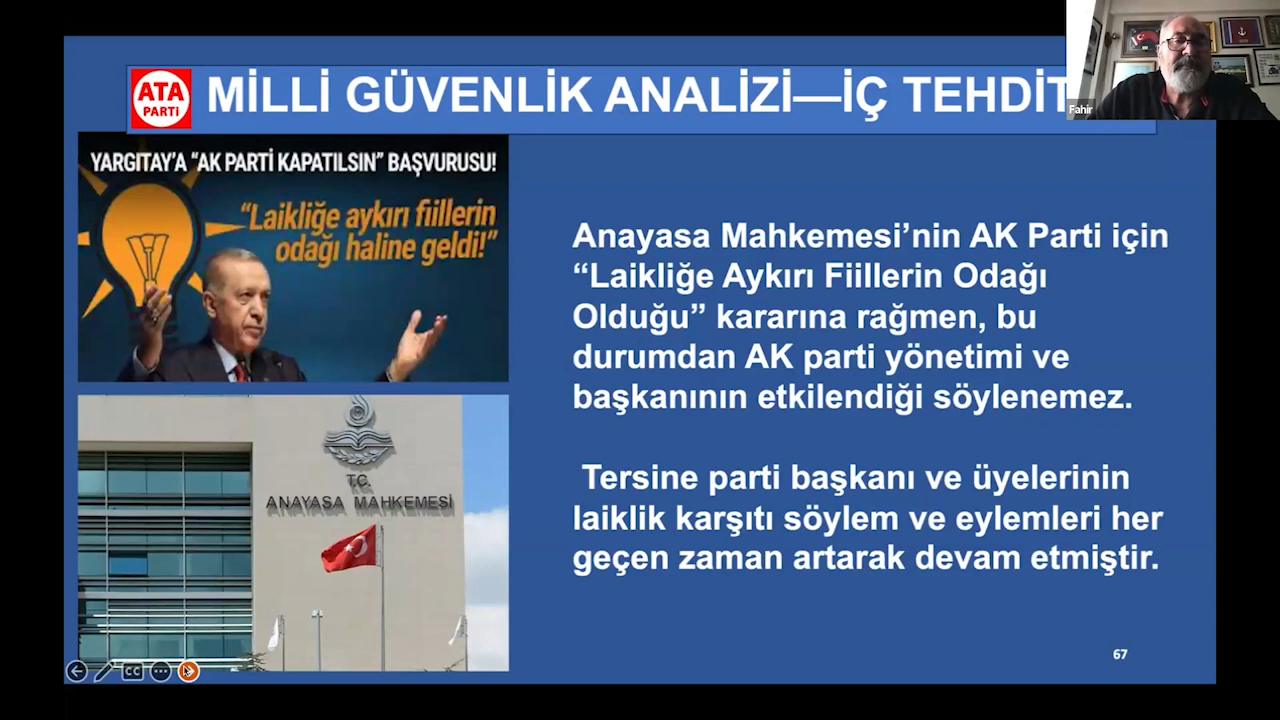 ATA
PARTİ
MİLLİ GÜVENLİK ANALİZİ—İÇ TEHDİT
Fahir
YARGITAY'A "AK PARTİ KAPATILSIN" BAŞVURUSU!
"Laikliğe aykırı fiillerin
odağı haline geldi!"
T.C.
ANAYASA MAHKEMESİ
Anayasa Mahkemesi'nin AK Parti için
"Laikliğe Aykırı Fiillerin Odağı
Olduğu" kararına rağmen, bu
durumdan AK parti yönetimi ve
başkanının etkilendiği söylenemez.
Tersine parti başkanı ve üyelerinin
laiklik karşıtı söylem ve eylemleri her
geçen zaman artarak devam etmiştir.
CC
67